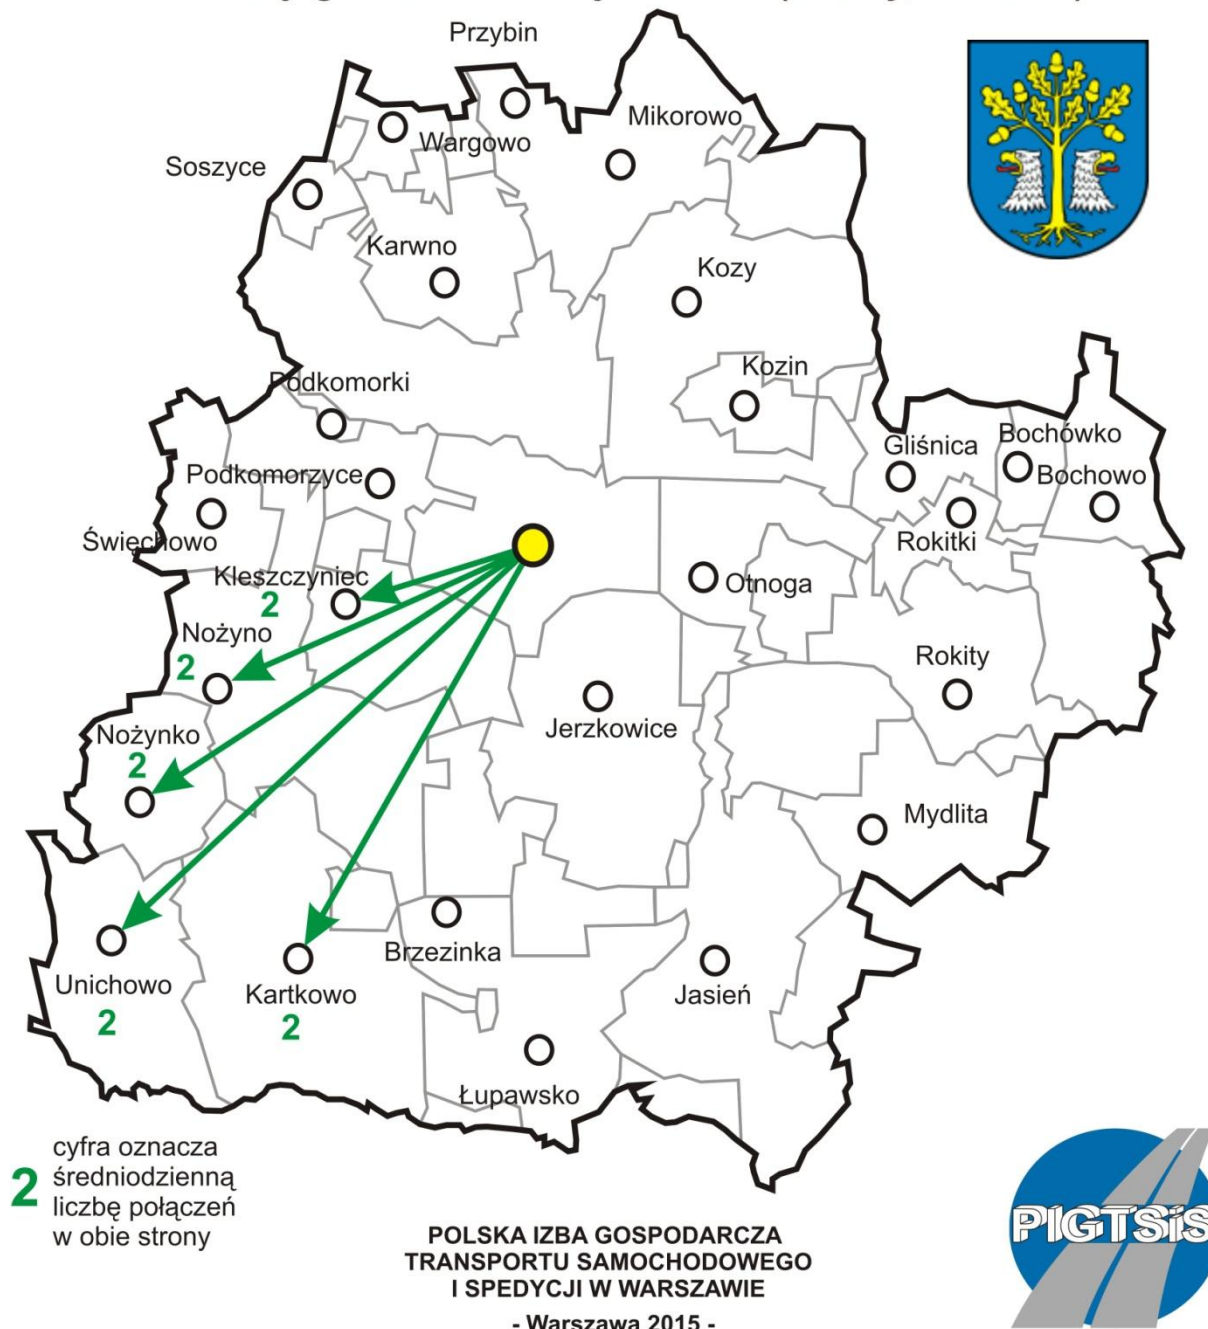 Przybin
Mikorowo
Wargowo
Soszyce
Karwno
Kozy
Kozin
Podkomorki
Gliśnica
Bochówko
Podkomorzyce
Bochowo
Święchowo
Rokitki
Kleszczyniec
Otnoga
2
Nożyno
2
Rokity
Nożynko
Jerzkowice
2
Mydlita
Brzezinka
Unichowo
Kartkowo
Jasień
2
2
Łupawsko
2
cyfra oznacza
średniodzienną
liczbę połączeń
w obie strony
POLSKA IZBA GOSPODARCZA
TRANSPORTU SAMOCHODOWEGO
I SPEDYCJI W WARSZAWIE
- Warszawa 2015 -
PIGTSiS